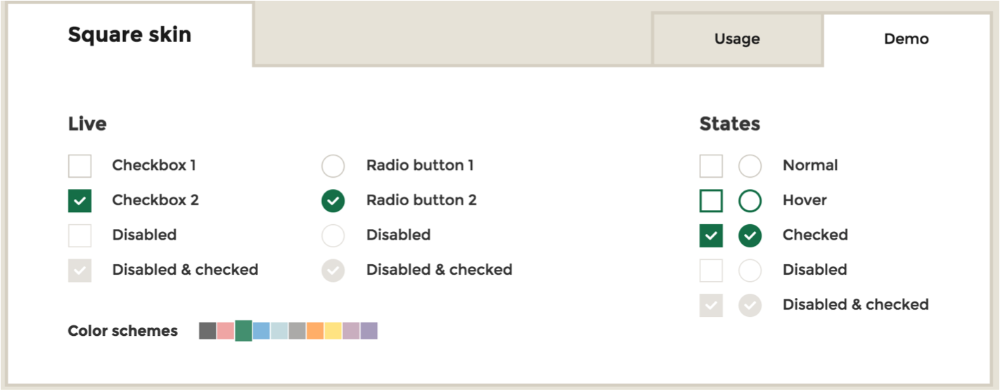 Square skin
Usage
Demo
Live
States
Checkbox 1
Radio button 1
Normal
Checkbox 2
Radio button 2
Hover
Disabled
Disabled
Checked
Disabled & checked
Disabled & checked
Disabled
Disabled & checked
Color schemes